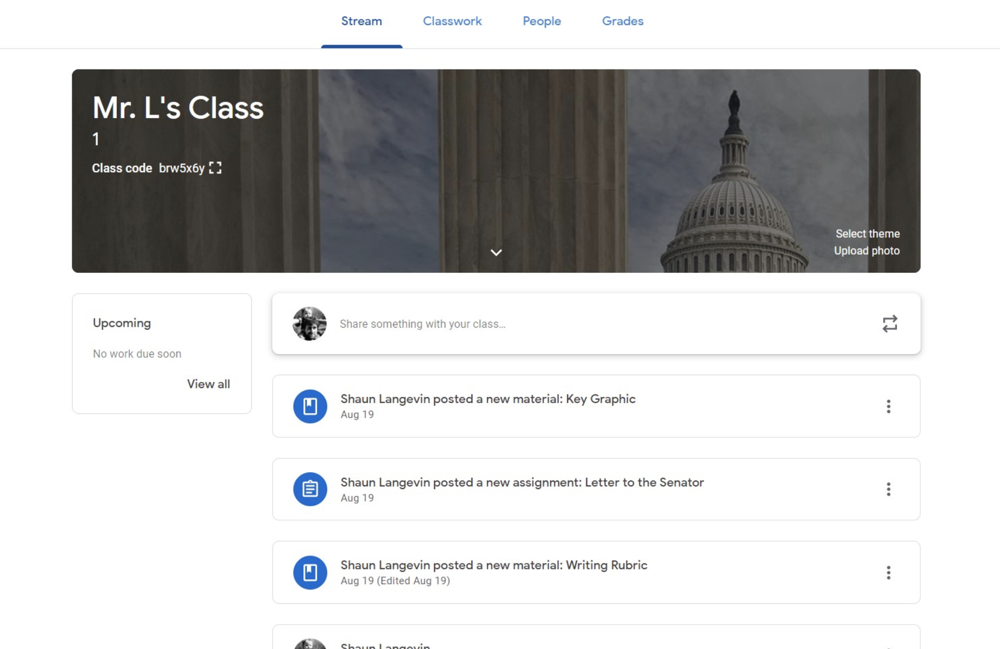 Stream Classwork People Grades
Mr. L's Class
1
Class code brw5x6y
Select theme
Upload photo
Upcoming
No work due soon
View all
Share something with your class...
Shaun Langevin posted a new material: Key Graphic
Aug 19
Shaun Langevin posted a new assignment: Letter to the Senator
Aug 19
Shaun Langevin posted a new material: Writing Rubric
Aug 19 (Edited Aug 19)
Shaun Langevin